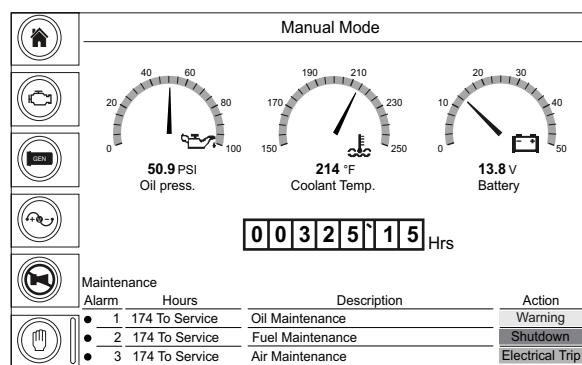 Manual Mode
40 60
20 80
0 100
50.9 PSI
Oil press.
190 210
170 230
150 250
214 °F
Coolant Temp.
20 30
10 40
0 50
13.8 V
Battery
GEN
00325`15 Hrs
Maintenance
Alarm Hours Description Action
1 174 To Service Oil Maintenance Warning
2 174 To Service Fuel Maintenance Shutdown
3 174 To Service Air Maintenance Electrical Trip